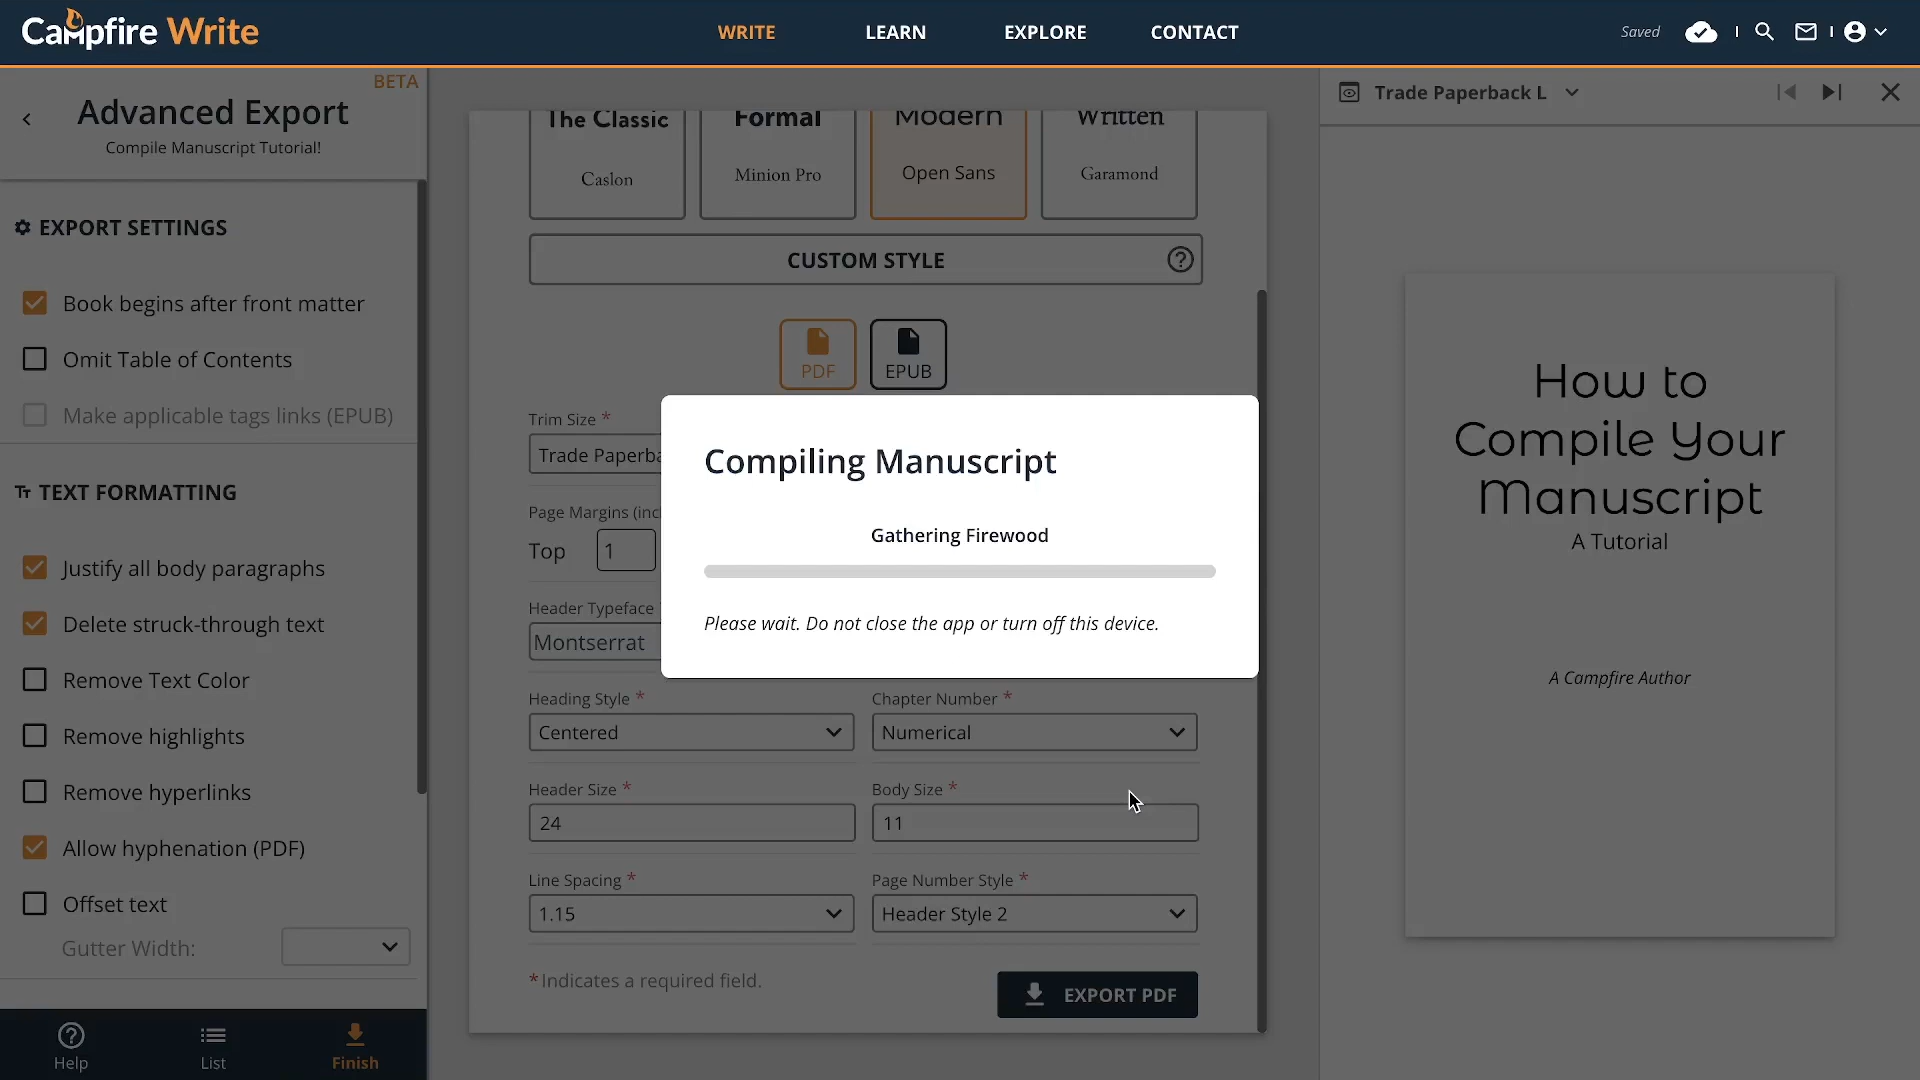 Campfire Write
WRITE
LEARN
EXPLORE
CONTACT
Saved
BETA
Advanced Export
Compile Manuscript Tutorial!
EXPORT SETTINGS
Book begins after front matter
Omit Table of Contents
Make applicable tags links (EPUB)
TEXT FORMATTING
Justify all body paragraphs
Delete struck-through text
Remove Text Color
Remove highlights
Remove hyperlinks
Allow hyphenation (PDF)
Offset text
Gutter Width:
Help
List
Finish
The Classic
Caslon
Formal
Minion Pro
Modern
Open Sans
Written
Garamond
CUSTOM STYLE
PDF
EPUB
Trim Size *
Trade Paperba
Page Margins (inc
Top 1
Header Typeface
Montserrat
Compiling Manuscript
Gathering Firewood
Please wait. Do not close the app or turn off this device.
Heading Style *
Centered
Chapter Number *
Numerical
Header Size *
24
Body Size *
11
Line Spacing *
1.15
Page Number Style *
Header Style 2
*Indicates a required field.
EXPORT PDF
Trade Paperback L
How to
Compile Your
Manuscript
A Tutorial
A Campfire Author